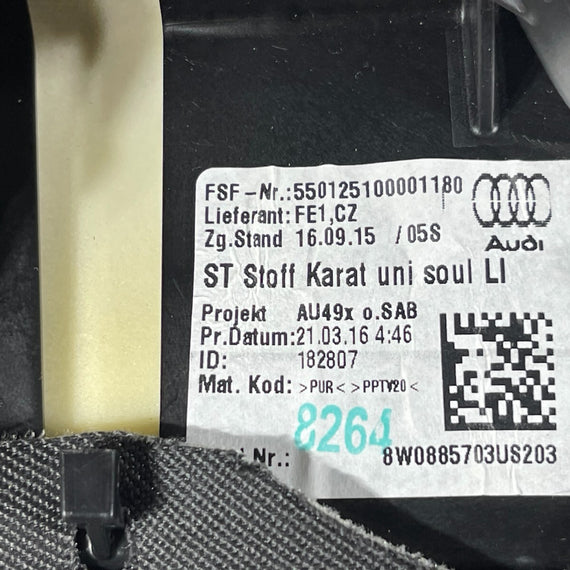 FSF-Nr.:550125100001180
Lieferant: FE1,CZ
Zg.Stand 16.09.15 /05S
Audi
ST Stoff Karat uni soul LI
Projekt AU49x o.SAB
Pr.Datum:21.03.16 4:46
ID: 182807
Mat. Kod: >PUR< >PPTV20<
8264
Nr.: 8W0885703US203